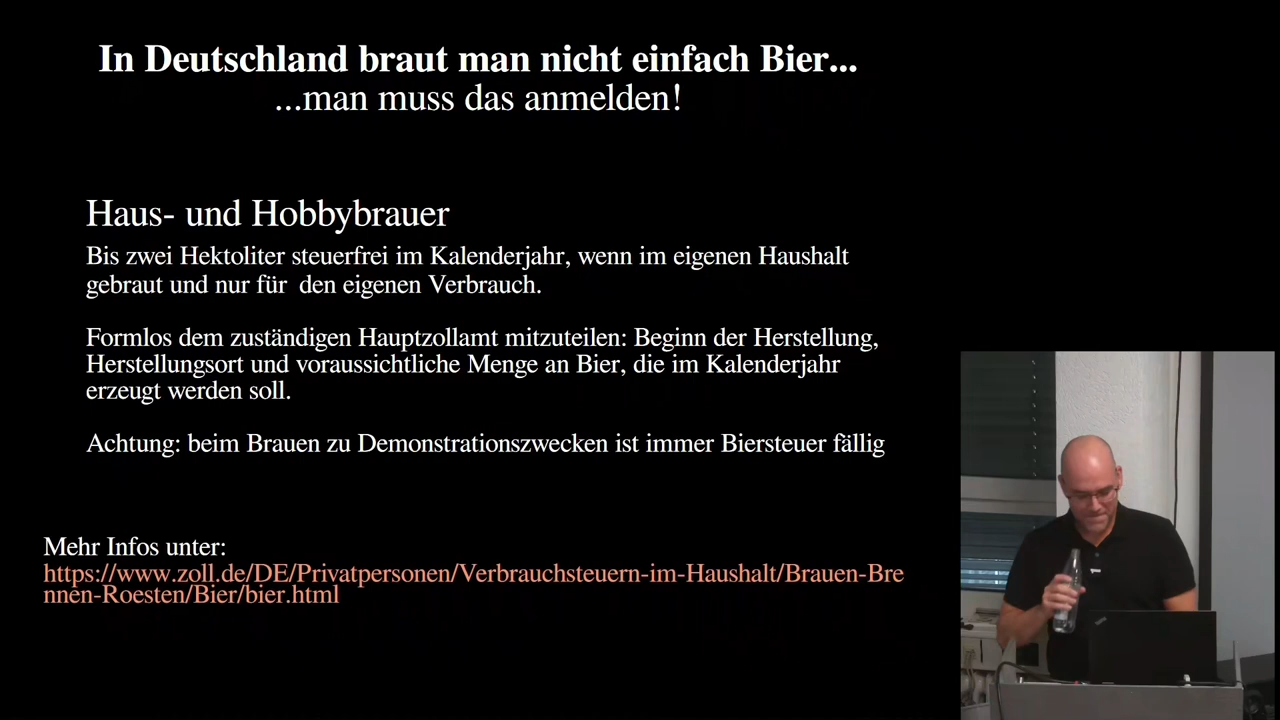 In Deutschland braut man nicht einfach Bier...
...man muss das anmelden!
Haus- und Hobbybrauer
Bis zwei Hektoliter steuerfrei im Kalenderjahr, wenn im eigenen Haushalt
gebraut und nur für den eigenen Verbrauch.
Formlos dem zuständigen Hauptzollamt mitzuteilen: Beginn der Herstellung,
Herstellungsort und voraussichtliche Menge an Bier, die im Kalenderjahr
erzeugt werden soll.
Achtung: beim Brauen zu Demonstrationszwecken ist immer Biersteuer fällig
Mehr Infos unter:
https://www.zoll.de/DE/Privatpersonen/Verbrauchsteuern-im-Haushalt/Brauen-Bre
nnen-Roesten/Bier/bier.html